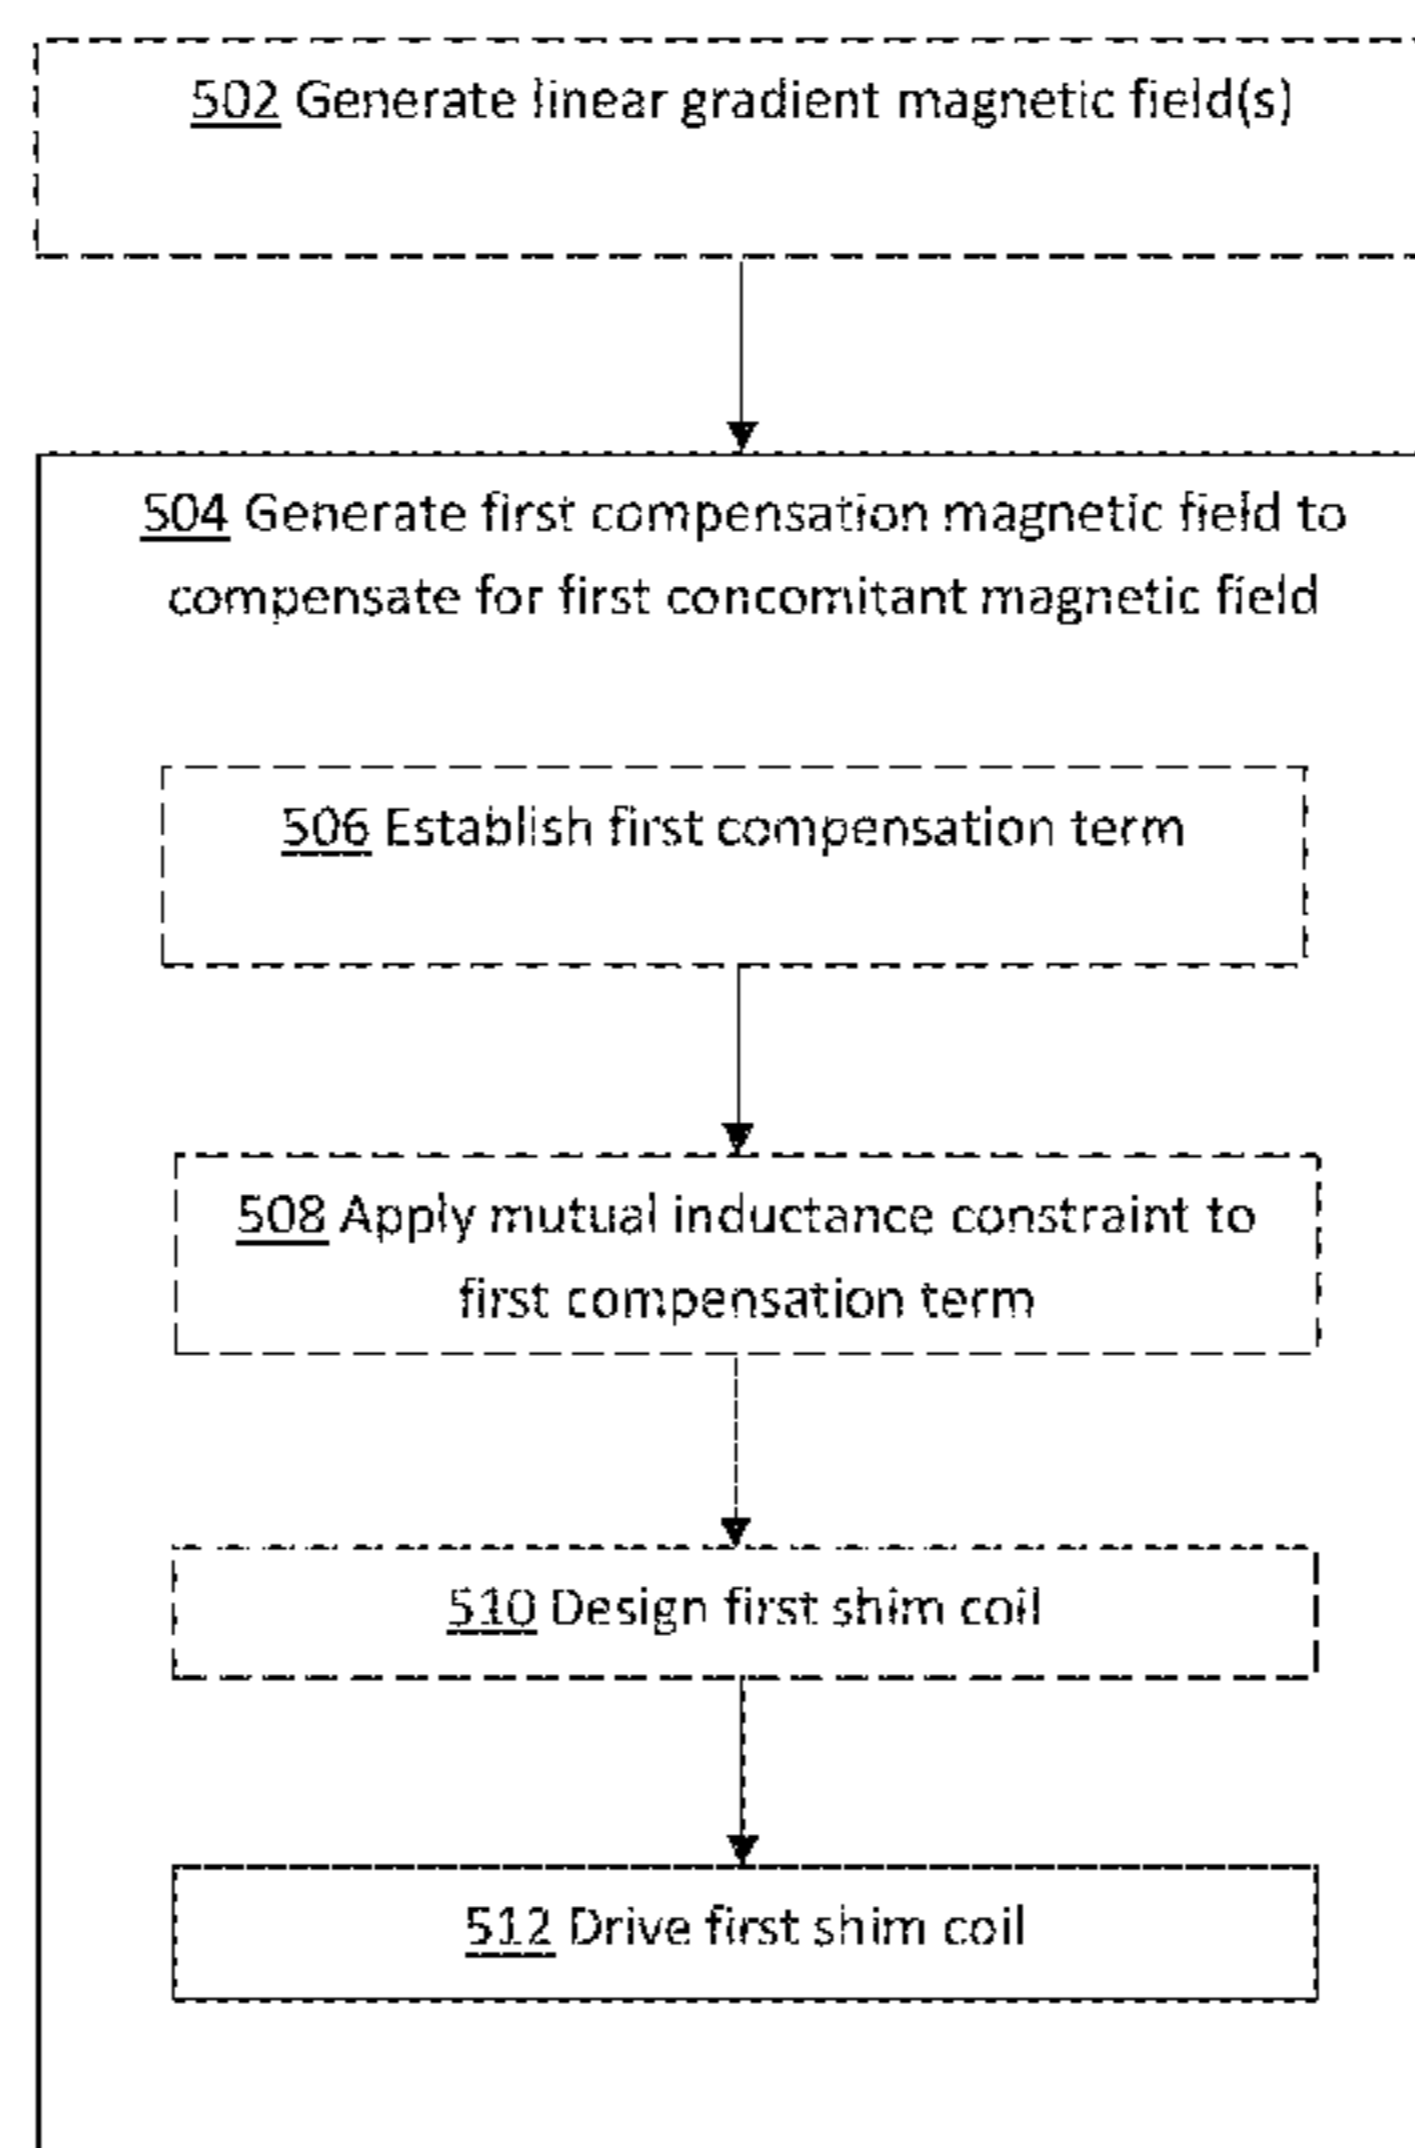 502 Generate linear gradient magnetic field(s)
504 Generate first compensation magnetic field to
compensate for first concomitant magnetic field
506 Establish first compensation term
508 Apply mutual inductance constraint to
first compensation term
510 Design first shim coil
512 Drive first shim coil